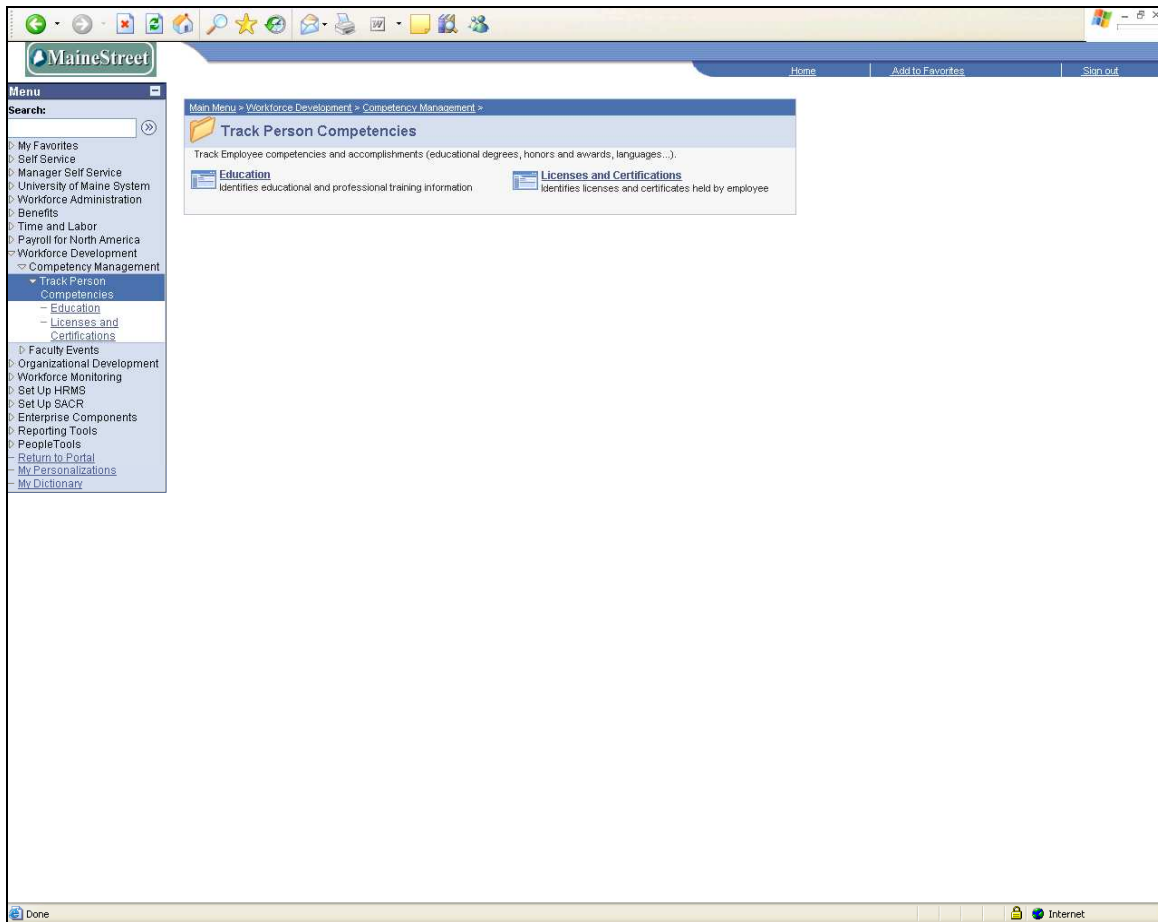 MaineStreet
Home
Add to Favorites
Sign out
Menu
Search:
My Favorites
Self Service
Manager Self Service
University of Maine System
Workforce Administration
Benefits
Time and Labor
Payroll for North America
Workforce Development
Competency Management
Track Person
Competencies
Education
Licenses and
Certifications
Faculty Events
Organizational Development
Workforce Monitoring
Set Up HRMS
Set Up SACR
Enterprise Components
Reporting Tools
PeopleTools
Return to Portal
My Personalizations
My Dictionary
Main Menu > Workforce Development > Competency Management >
Track Person Competencies
Track Employee competencies and accomplishments (educational degrees, honors and awards, languages...).
Education
Identifies educational and professional training information
Licenses and Certifications
Identifies licenses and certificates held by employee
Done
Internet